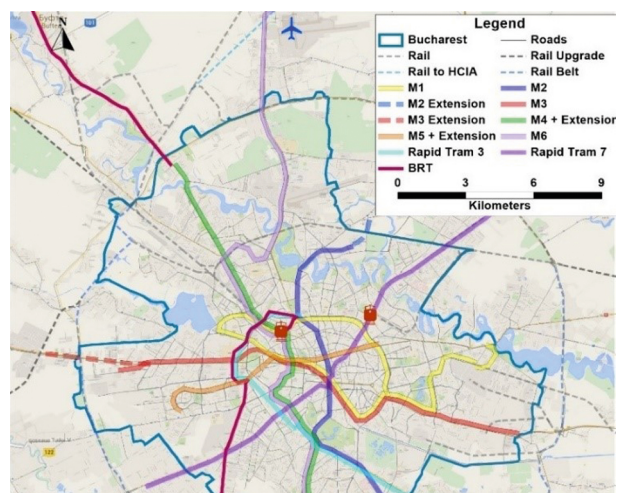 N
101
Legend
Bucharest
Roads
Rail
Rail Upgrade
Rail to HCIA
Rail Belt
M1
M2
M2 Extension
M3
M3 Extension
M4 + Extension
M5 + Extension
M6
Rapid Tram 3
Rapid Tram 7
BRT
0 3 6 9
Kilometers